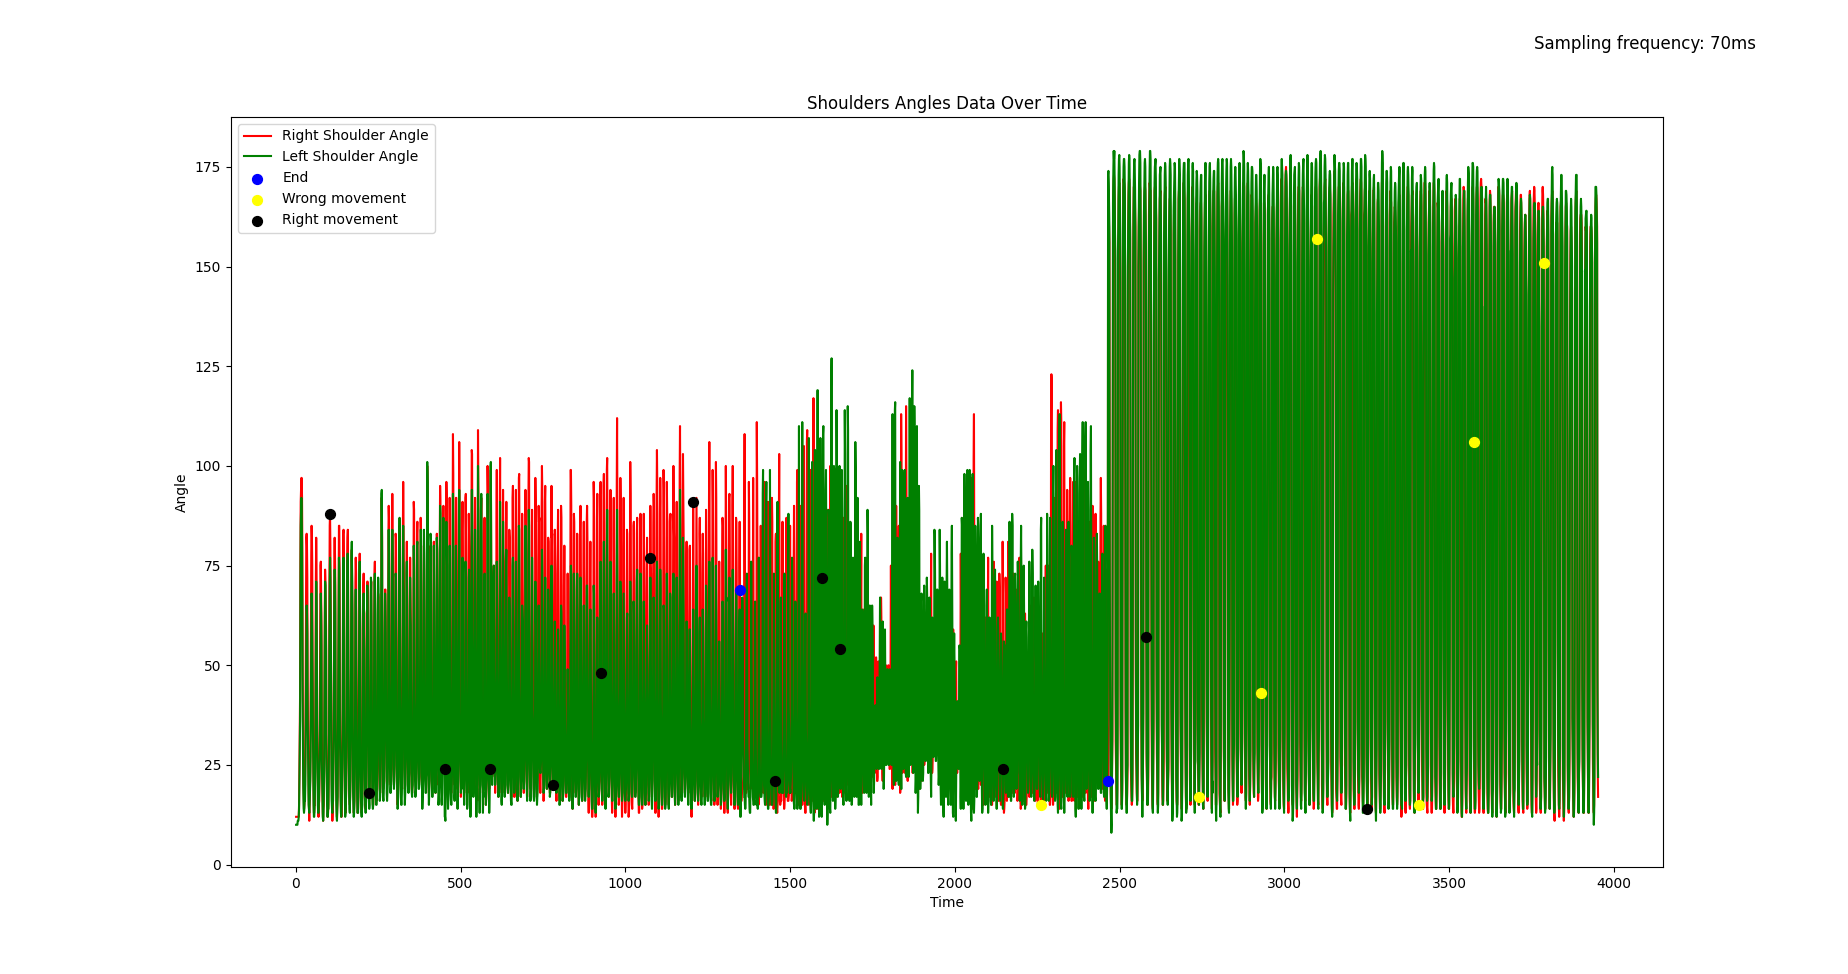 Sampling frequency: 70ms
Shoulders Angles Data Over Time
Right Shoulder Angle
Left Shoulder Angle
End
Wrong movement
Right movement
175
150
125
100
75
50
25
0
Angle
0 500 1000 1500 2000 2500 3000 3500 4000
Time